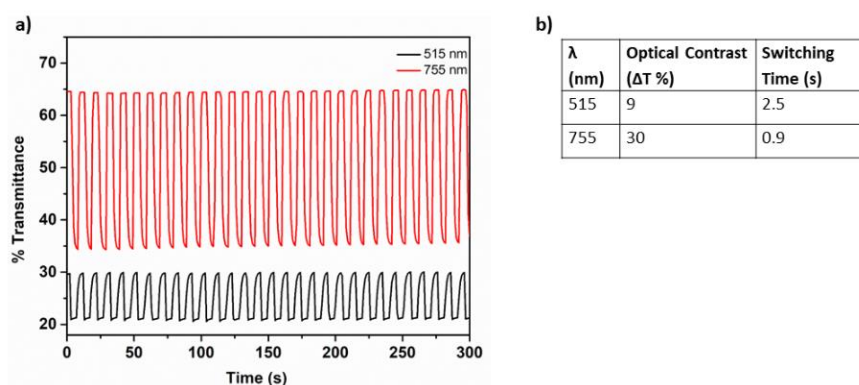 a)
515 nm
755 nm
% Transmittance
70
60
50
40
30
20
0
50
100
150
200
250
300
Time (s)
b)
λ (nm) Optical Contrast (ΔT %) Switching Time (s)
515 9 2.5
755 30 0.9